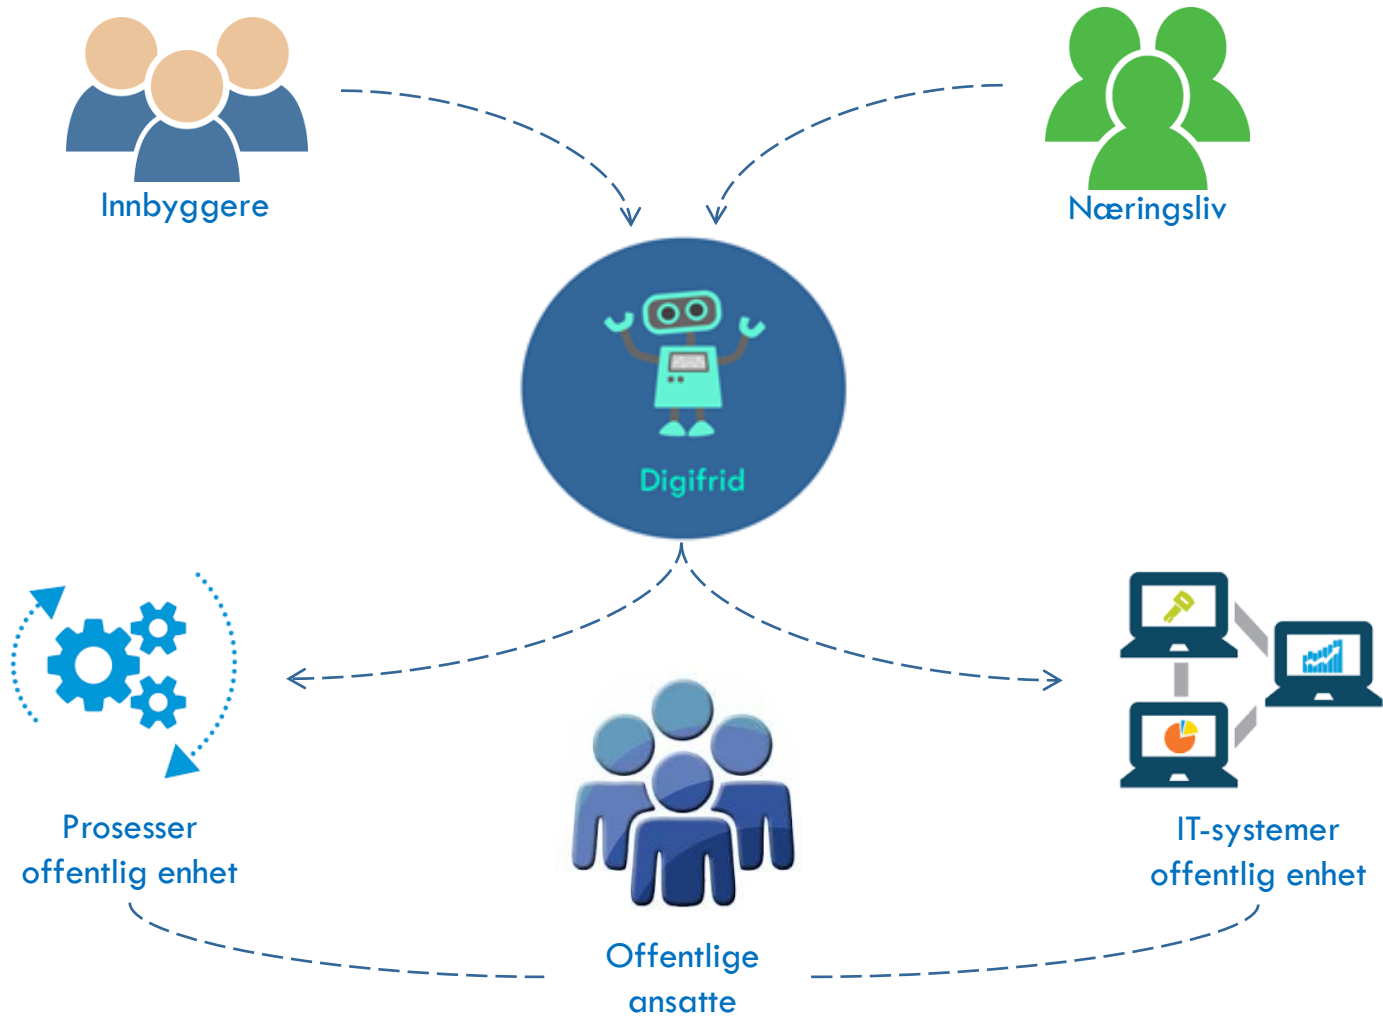 Innbyggere
Næringsliv
Digifrid
Prosesser
offentlig enhet
IT-systemer
offentlig enhet
Offentlige
ansatte